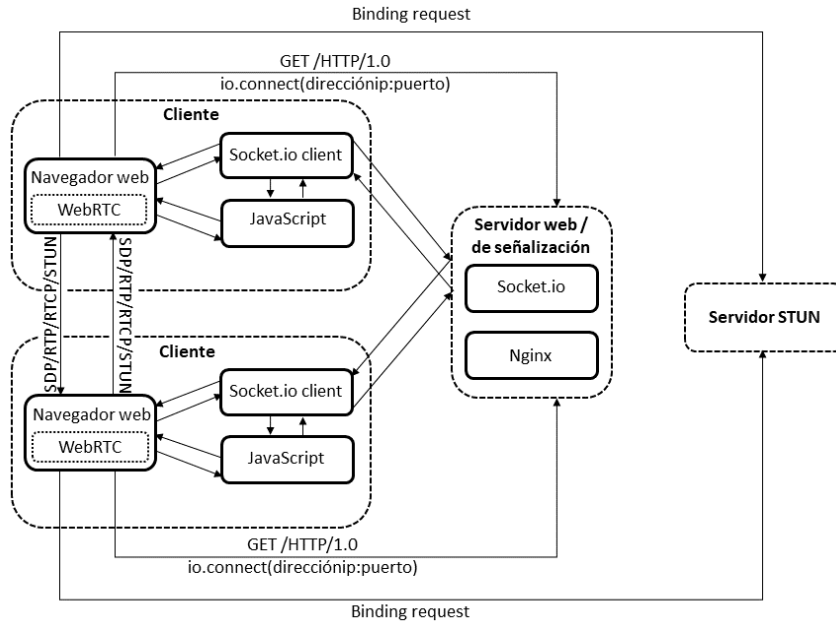 Binding request
GET /HTTP/1.0
io.connect(direcciónip:puerto)
Cliente
Socket.io client
Navegador web
WebRTC
JavaScript
Servidor web /
de señalización
Socket.io
Nginx
Servidor STUN
SDP/RTP/RTCP/STUN
SDP/RTP/RTCP/STUN
Cliente
Socket.io client
Navegador web
WebRTC
JavaScript
GET /HTTP/1.0
io.connect(direcciónip:puerto)
Binding request